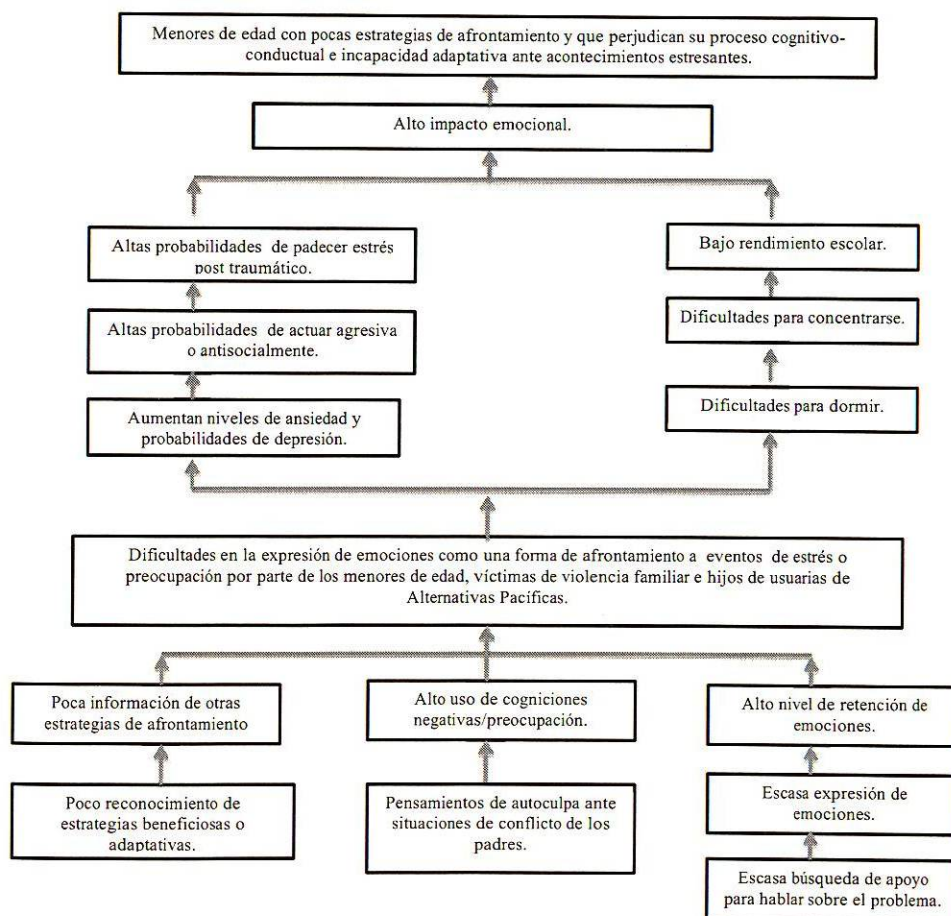 Menores de edad con pocas estrategias de afrontamiento y que perjudican su proceso cognitivo-
conductual e incapacidad adaptativa ante acontecimientos estresantes.
Alto impacto emocional.
Altas probabilidades de padecer estrés
post traumático.
Altas probabilidades de actuar agresiva
o antisocialmente.
Aumentan niveles de ansiedad y
probabilidades de depresión.
Bajo rendimiento escolar.
Dificultades para concentrarse.
Dificultades para dormir.
Dificultades en la expresión de emociones como una forma de afrontamiento a eventos de estrés o
preocupación por parte de los menores de edad, víctimas de violencia familiar e hijos de usuarias de
Alternativas Pacíficas.
Poca información de otras
estrategias de afrontamiento
Poco reconocimiento de
estrategias beneficiosas o
adaptativas.
Alto uso de cogniciones
negativas/preocupación.
Pensamientos de autoculpa ante
situaciones de conflicto de los
padres.
Alto nivel de retención de
emociones.
Escasa expresión de
emociones.
Escasa búsqueda de apoyo
para hablar sobre el problema.